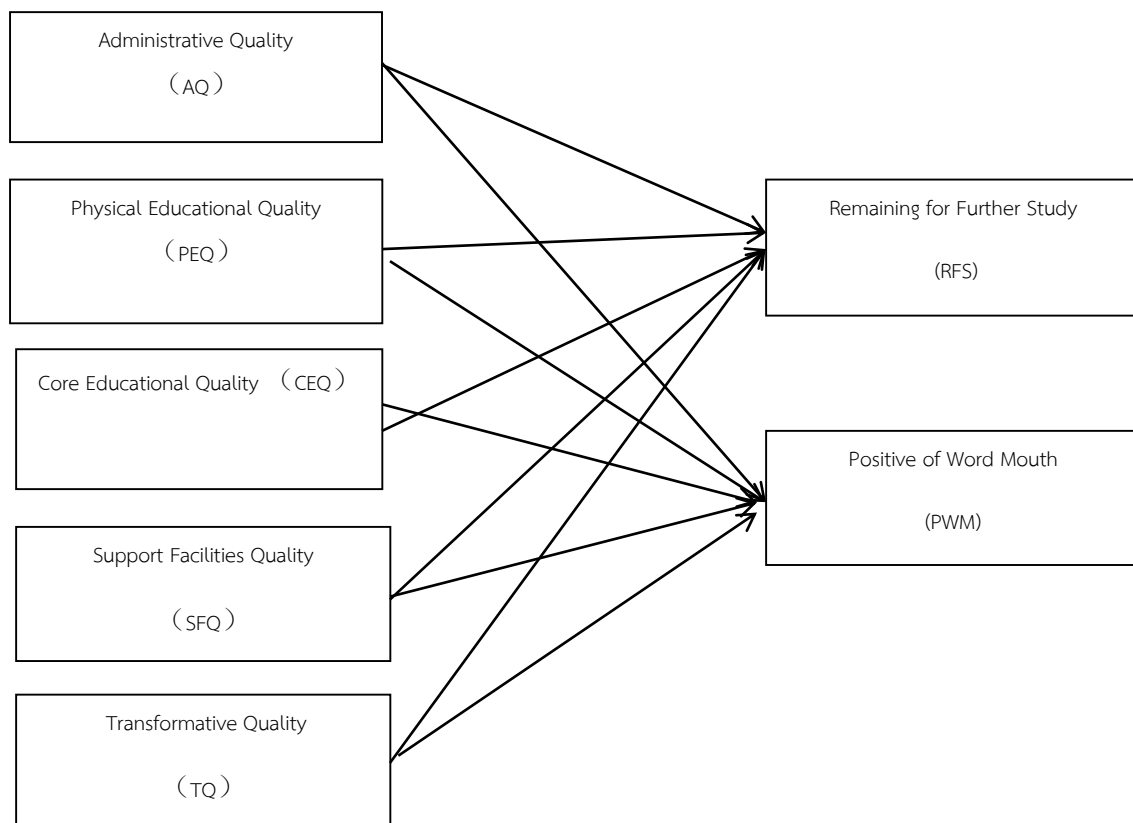 Administrative Quality
（AQ）
Physical Educational Quality
（PEQ）
Core Educational Quality （CEQ）
Support Facilities Quality
（SFQ）
Transformative Quality
（TQ）
Remaining for Further Study
(RFS)
Positive of Word Mouth
(PWM)